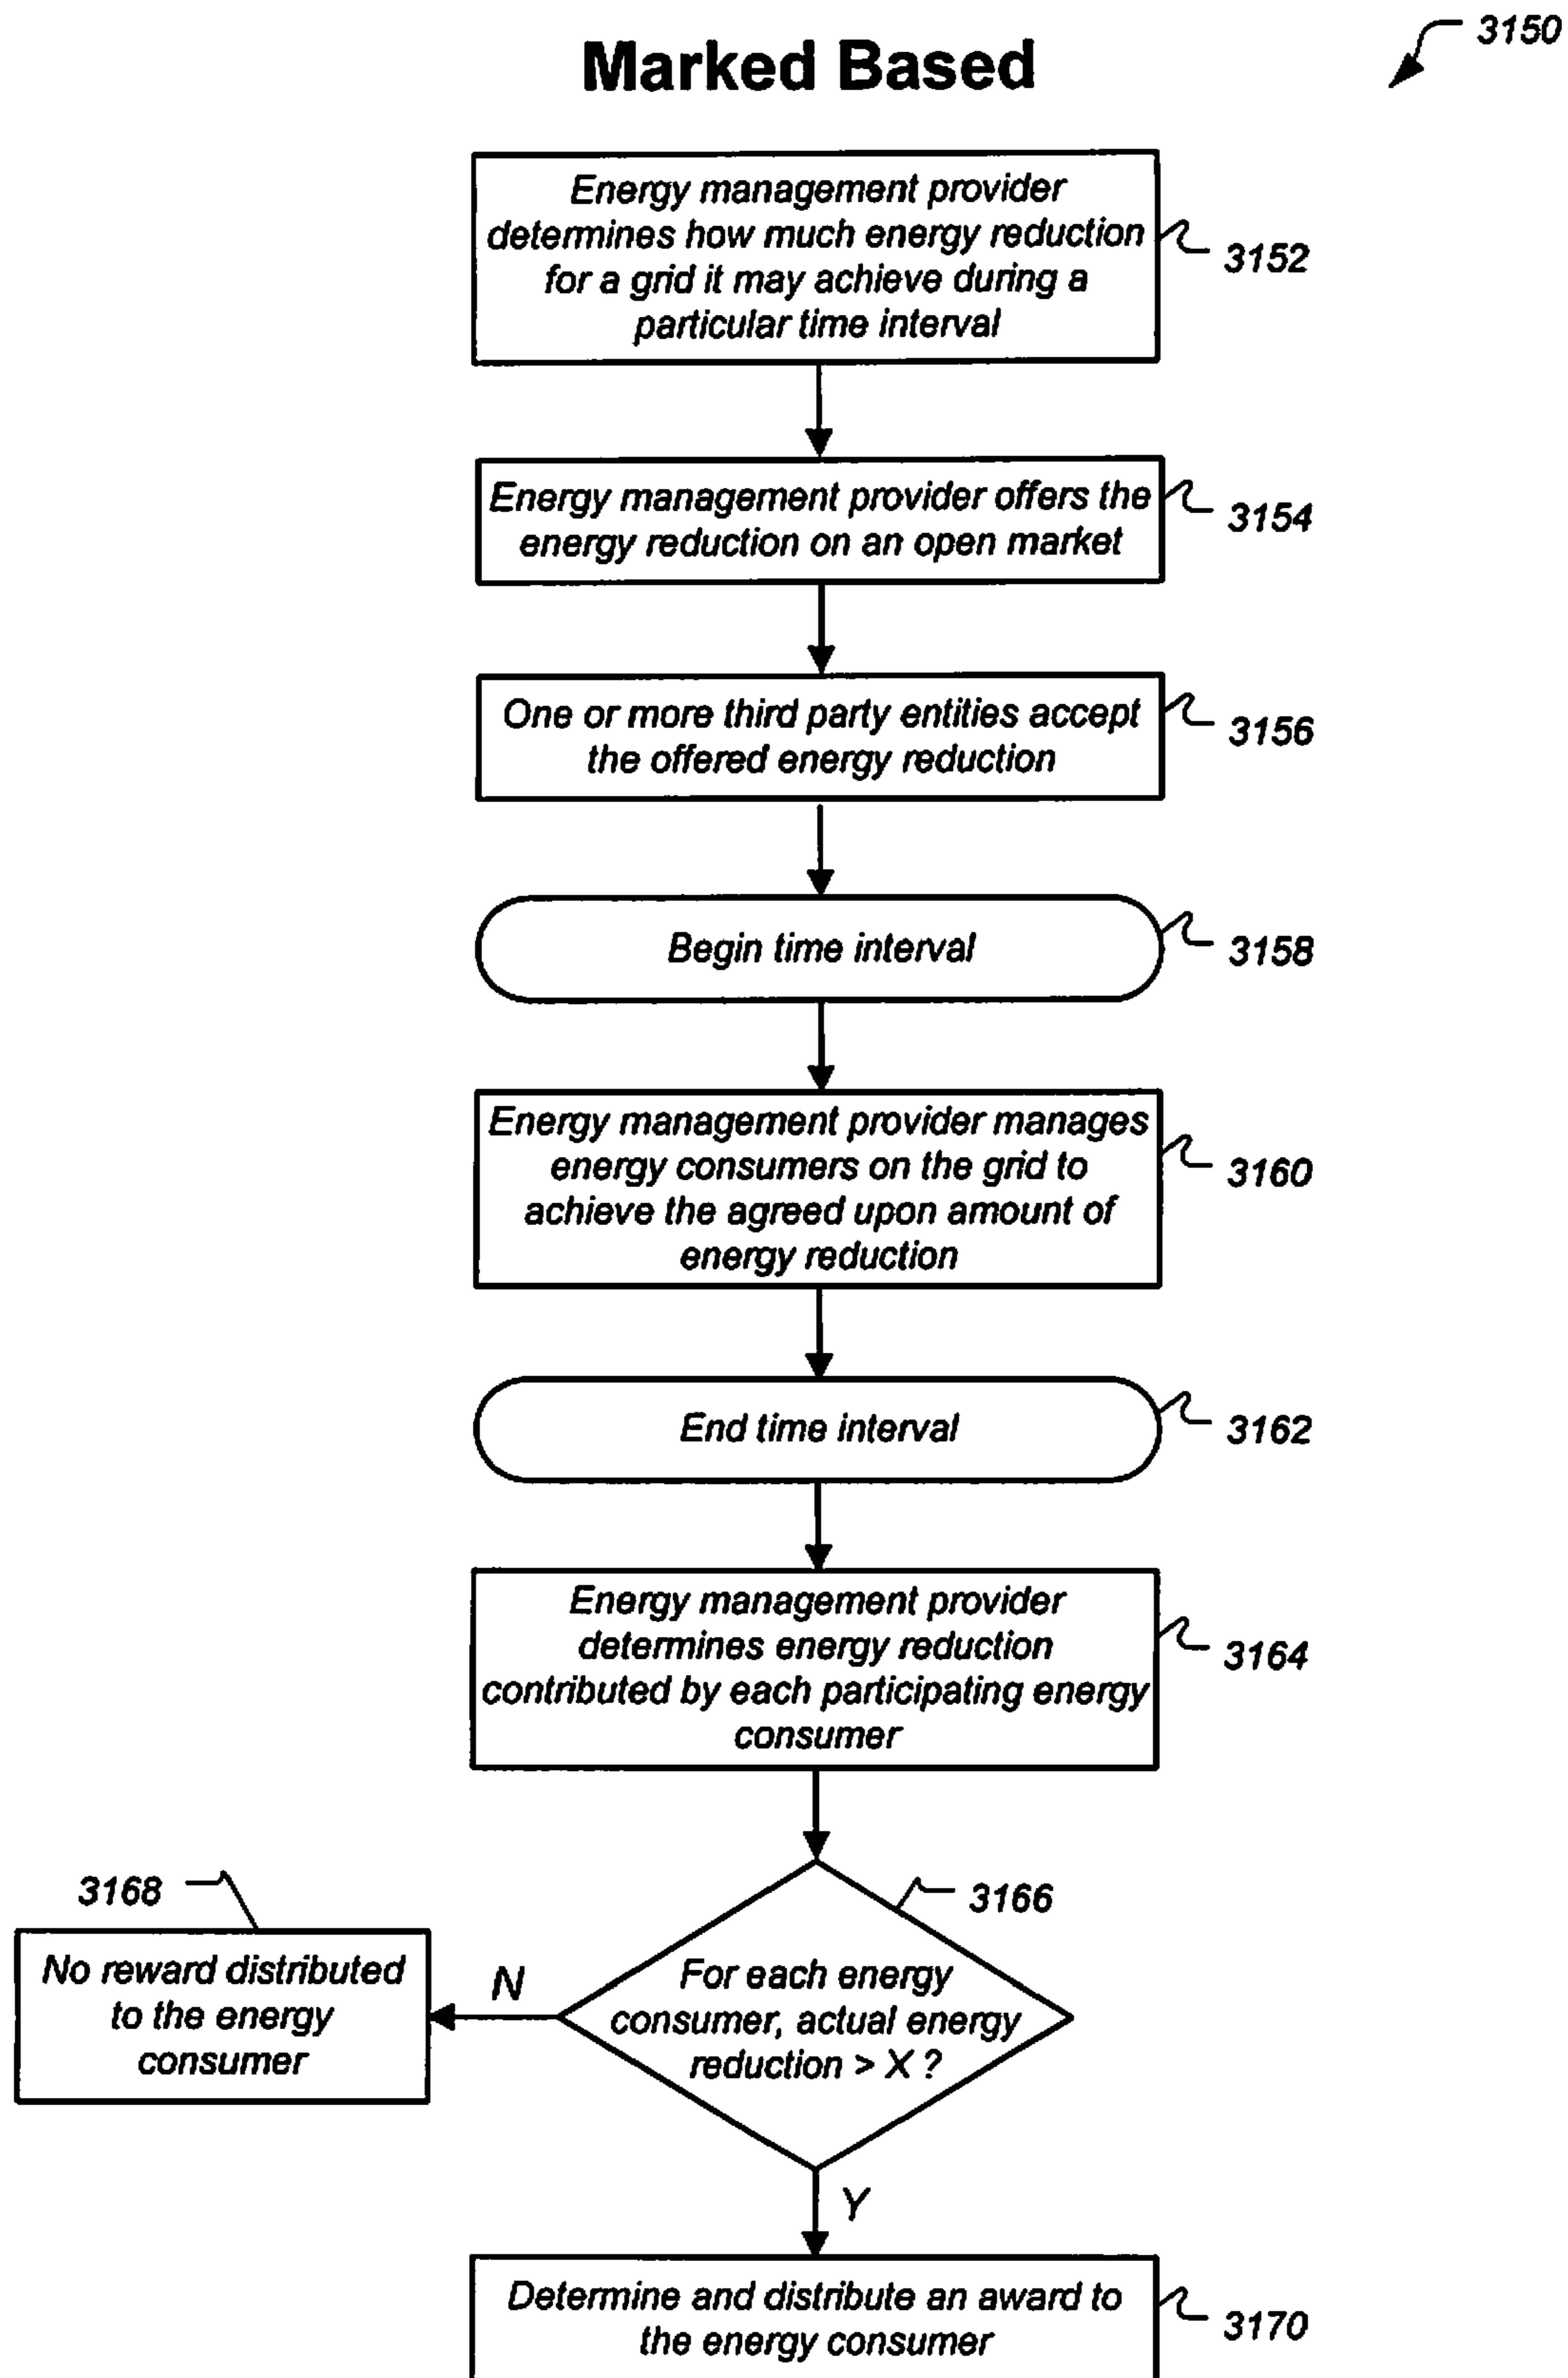 3150
Marked Based
Energy management provider
determines how much energy reduction
for a grid it may achieve during a
particular time interval
3152
Energy management provider offers the
energy reduction on an open market
3154
One or more third party entities accept
the offered energy reduction
3156
Begin time interval
3158
Energy management provider manages
energy consumers on the grid to
achieve the agreed upon amount of
energy reduction
3160
End time interval
3162
Energy management provider
determines energy reduction
contributed by each participating energy
consumer
3164
3166
For each energy
consumer, actual energy
reduction > X ?
N
3168
No reward distributed
to the energy
consumer
Y
Determine and distribute an award to
the energy consumer
3170